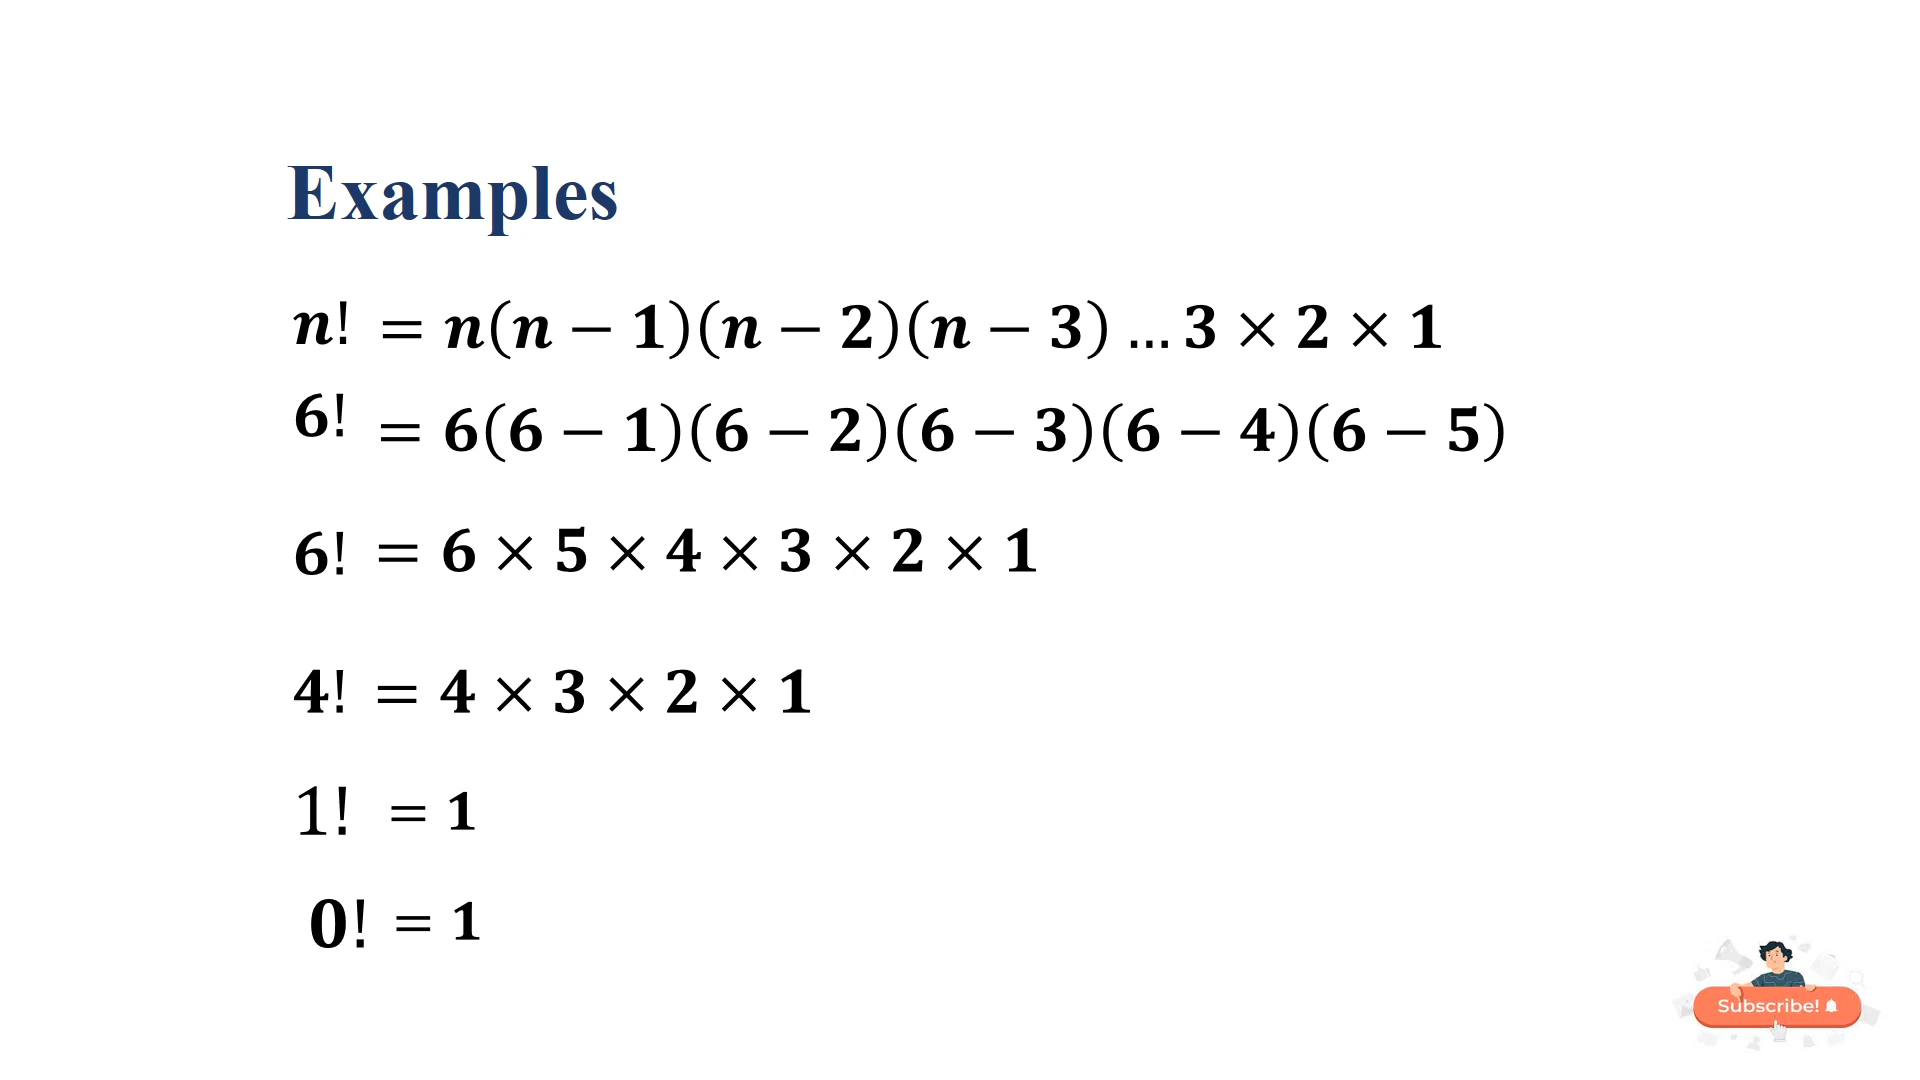 Examples
n! = n(n − 1)(n − 2)(n − 3) ... 3 × 2 × 1
6! = 6(6 − 1)(6 − 2)(6 − 3)(6 − 4)(6 − 5)
6! = 6 × 5 × 4 × 3 × 2 × 1
4! = 4 × 3 × 2 × 1
1! = 1
0! = 1
Subscribe!